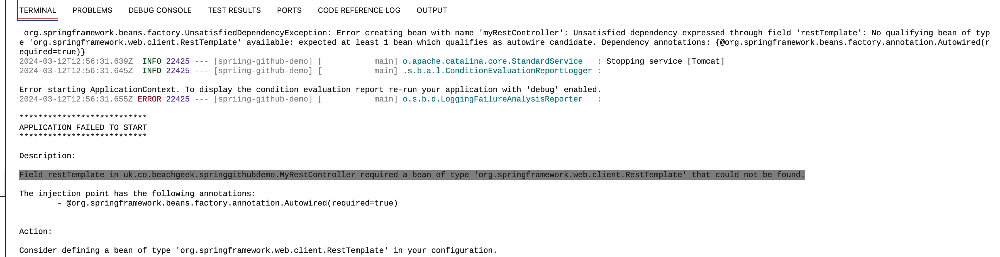 TERMINAL PROBLEMS DEBUG CONSOLE TEST RESULTS PORTS CODE REFERENCE LOG OUTPUT
org.springframework.beans.factory.UnsatisfiedDependencyException: Error creating bean with name 'myRestController': Unsatisfied dependency expressed through field 'restTemplate': No qualifying bean of typ
e 'org.springframework.web.client.RestTemplate' available: expected at least 1 bean which qualifies as autowire candidate. Dependency annotations: {@org.springframework.beans.factory.annotation.Autowired(r
equired=true)}
2024-03-12T12:56:31.639Z  INFO 22425 --- [spriing-github-demo] [           main] o.apache.catalina.core.StandardService   : Stopping service [Tomcat]
2024-03-12T12:56:31.645Z  INFO 22425 --- [spriing-github-demo] [           main] .s.b.a.l.ConditionEvaluationReportLogger :
Error starting ApplicationContext. To display the condition evaluation report re-run your application with 'debug' enabled.
2024-03-12T12:56:31.655Z ERROR 22425 --- [spriing-github-demo] [           main] o.s.b.d.LoggingFailureAnalysisReporter   :
***************************
APPLICATION FAILED TO START
***************************
Description:
Field restTemplate in uk.co.beachgeek.springgithubdemo.MyRestController required a bean of type 'org.springframework.web.client.RestTemplate' that could not be found.
The injection point has the following annotations:
- @org.springframework.beans.factory.annotation.Autowired(required=true)
Action:
Consider defining a bean of type 'org.springframework.web.client.RestTemplate' in your configuration.